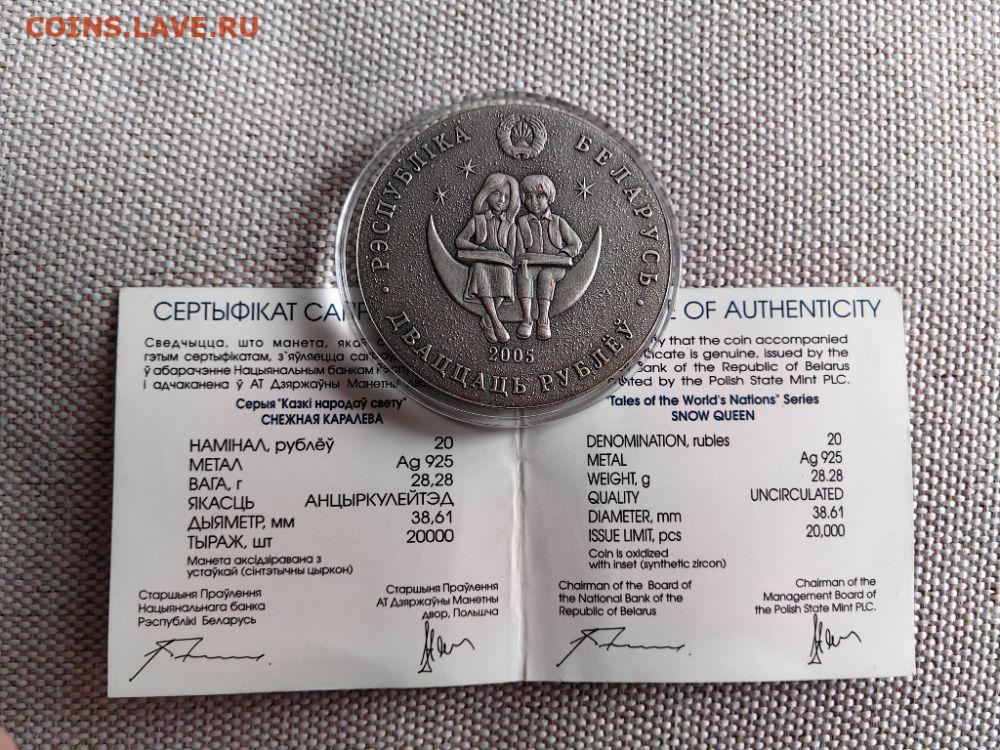 COINS.LAVE.RU
РЭСПУБЛІКА БЕЛАРУСЬ
2005
ДВАЦЦАЦЬ РУБЛЁЎ
СЕРТЫФІКАТ
Сведчыцца, што манета,
гэтым сертыфікатам, з'яўляецца
ў абарачэнне Нацыянальным банкам
і адчаканена ў АТ Дзяржаўны
Серыя "Казкі народаў свету"
СНЕЖНАЯ КАРАЛЕВА
НАМІНАЛ, рублёў 20
МЕТАЛ Ag 925
ВАГА, г 28,28
ЯКАСЦЬ АНЦЫРКУЛЕЙТЭД
ДЫЯМЕТР, мм 38,61
ТЫРАЖ, шт 20000
Манета аксідзіравана з
устаўкай (сінтэтычны цыркон)
Старшыня Праўлення
Нацыянальнага банка
Рэспублікі Беларусь
Старшыня Праўлення
АТ Дзяржаўны Манетны
двор, Польшча
OF AUTHENTICITY
that the coin accompanied
is genuine, issued by the
Bank of the Republic of Belarus
by the Polish State Mint PLC.
"Tales of the World's Nations" Series
SNOW QUEEN
DENOMINATION, rubles 20
METAL Ag 925
WEIGHT, g 28.28
QUALITY UNCIRCULATED
DIAMETER, mm 38.61
ISSUE LIMIT, pcs 20,000
Coin is oxidized
with inset (synthetic zircon)
Chairman of the Board of
the National Bank of the
Republic of Belarus
Chairman of the
Management Board of
the Polish State Mint PLC.